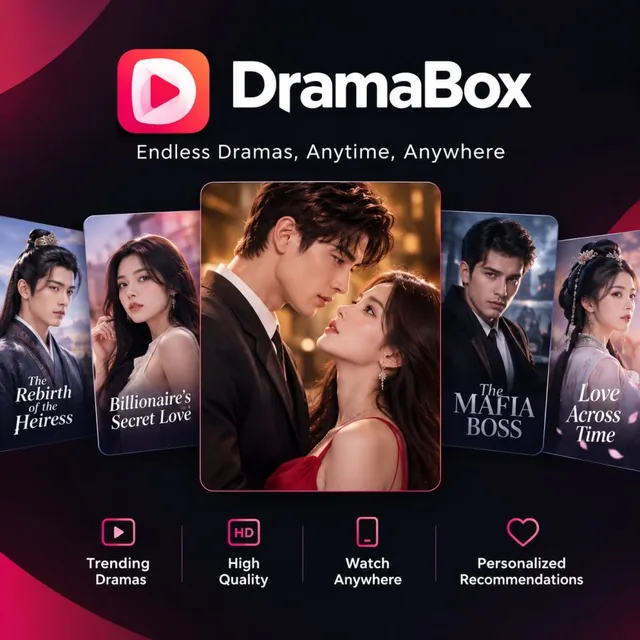 DramaBox
Endless Dramas, Anytime, Anywhere
The
Rebirth
of the
Heiress
Billionaire's
Secret Love
The
MAFIA
BOSS
Love
Across
Time
HD
Trending
Dramas
High
Quality
Watch
Anywhere
Personalized
Recommendations